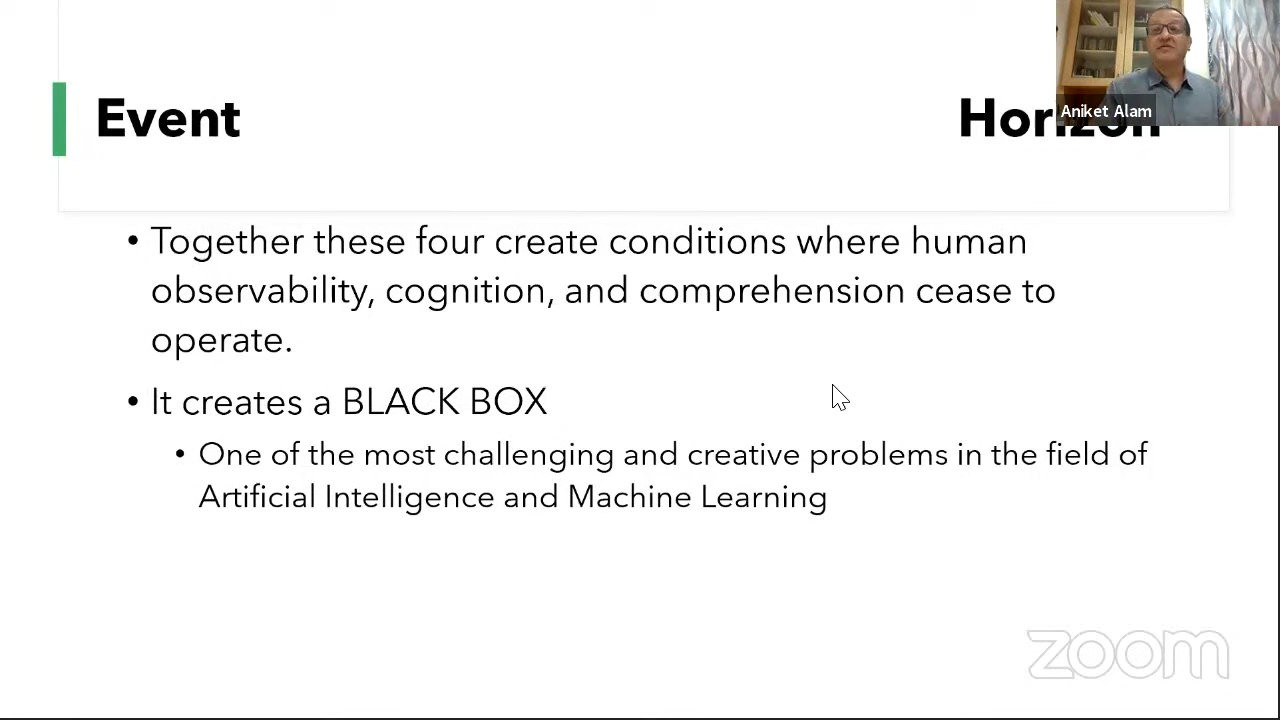 Event Horizon
Aniket Alam
• Together these four create conditions where human
observability, cognition, and comprehension cease to
operate.
• It creates a BLACK BOX
• One of the most challenging and creative problems in the field of
Artificial Intelligence and Machine Learning
zoom